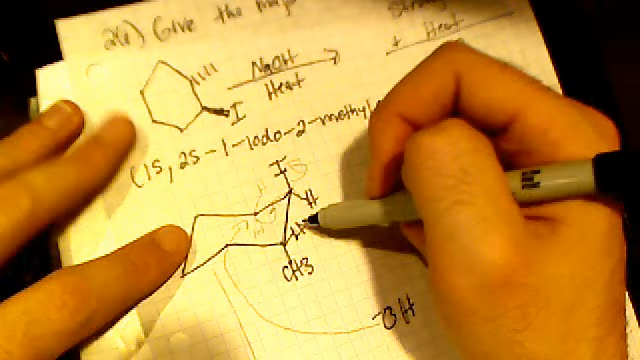 2(i) Give the major
strong
+ Heat
NaOH
Heat
I
(1S, 2S-1-iodo-2-methyl
I
H
H
H
CH3
OH